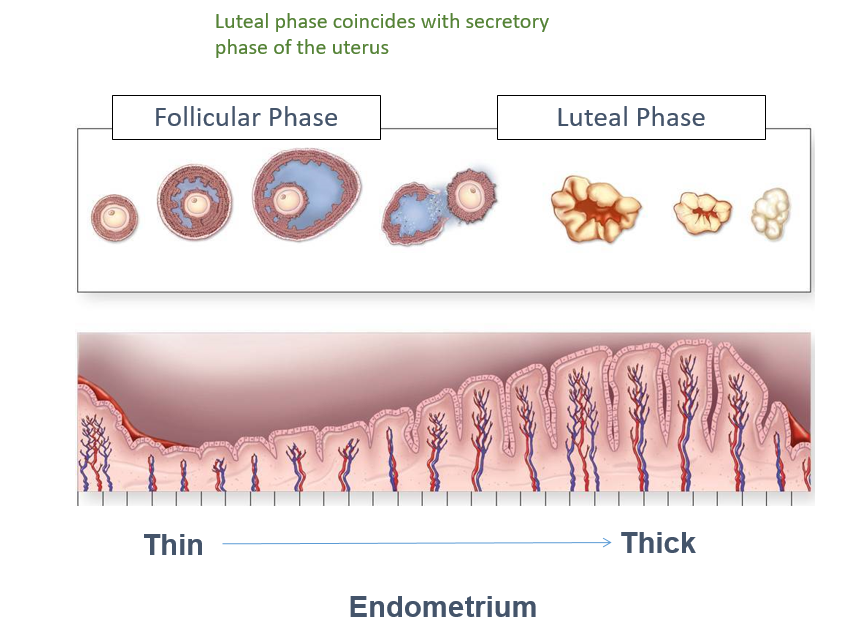 Luteal phase coincides with secretory
phase of the uterus
Follicular Phase
Luteal Phase
Thin
Thick
Endometrium